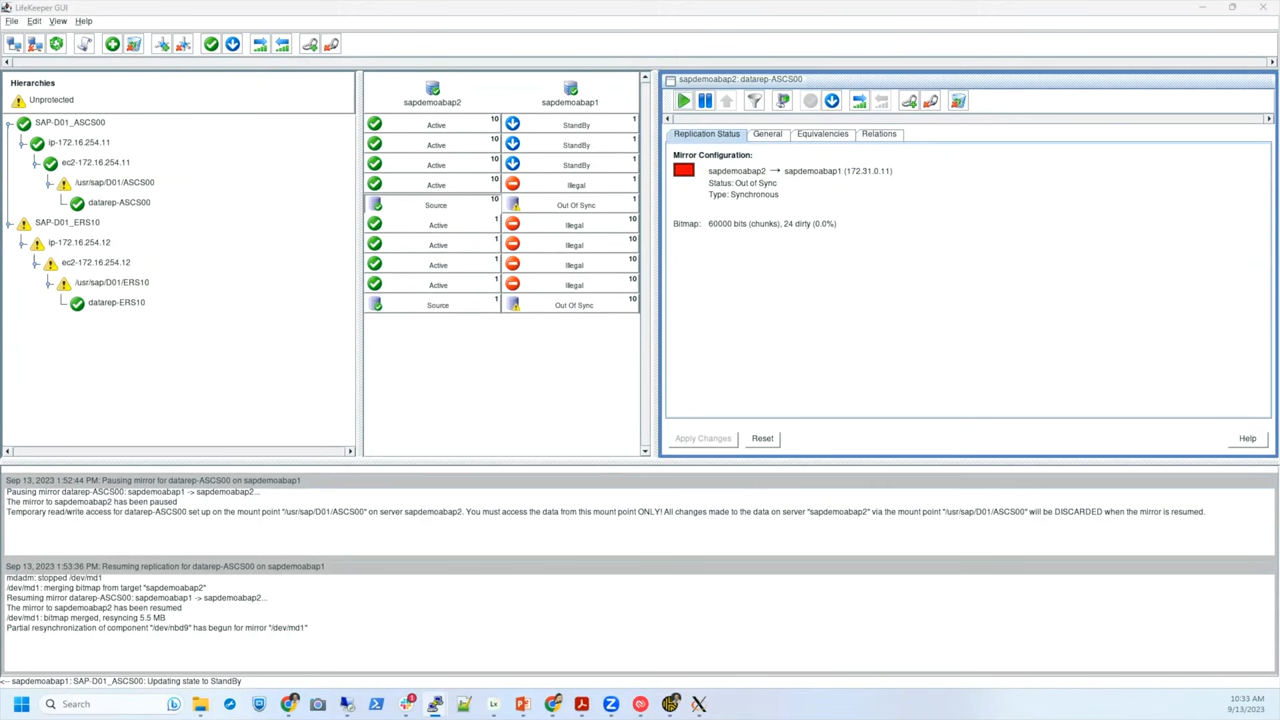 LifeKeeper GUI
File Edit View Help
Hierarchies
Unprotected
SAP-D01_ASCS00
ip-172.16.254.11
ec2-172.16.254.11
/usr/sap/D01/ASCS00
datarep-ASCS00
SAP-D01_ERS10
ip-172.16.254.12
ec2-172.16.254.12
/usr/sap/D01/ERS10
datarep-ERS10
sapdemoabap2 sapdemoabap1
Active 10 StandBy 1
Active 10 StandBy 1
Active 10 StandBy 1
Active 10 Illegal 1
Source 10 Out Of Sync 1
Active 1 Illegal 10
Active 1 Illegal 10
Active 1 Illegal 10
Active 1 Illegal 10
Source 1 Out Of Sync 10
sapdemoabap2: datarep-ASCS00
Replication Status General Equivalencies Relations
Mirror Configuration:
sapdemoabap2 → sapdemoabap1 (172.31.0.11)
Status: Out of Sync
Type: Synchronous
Bitmap: 60000 bits (chunks), 24 dirty (0.0%)
Apply Changes Reset Help
Sep 13, 2023 1:52:44 PM: Pausing mirror for datarep-ASCS00 on sapdemoabap1
Pausing mirror datarep-ASCS00: sapdemoabap1 -> sapdemoabap2...
The mirror to sapdemoabap2 has been paused
Temporary read/write access for datarep-ASCS00 set up on the mount point "/usr/sap/D01/ASCS00" on server sapdemoabap2. You must access the data from this mount point ONLY! All changes made to the data on server "sapdemoabap2" via the mount point "/usr/sap/D01/ASCS00" will be DISCARDED when the mirror is resumed.
Sep 13, 2023 1:53:36 PM: Resuming replication for datarep-ASCS00 on sapdemoabap1
mdadm: stopped /dev/md1
/dev/md1: merging bitmap from target "sapdemoabap2"
Resuming mirror datarep-ASCS00: sapdemoabap1 -> sapdemoabap2...
The mirror to sapdemoabap2 has been resumed
/dev/md1: bitmap merged, resyncing 5.5 MB
Partial resynchronization of component "/dev/nbd9" has begun for mirror "/dev/md1"
<-- sapdemoabap1: SAP-D01_ASCS00: Updating state to StandBy
Search
10:33 AM
9/13/2023